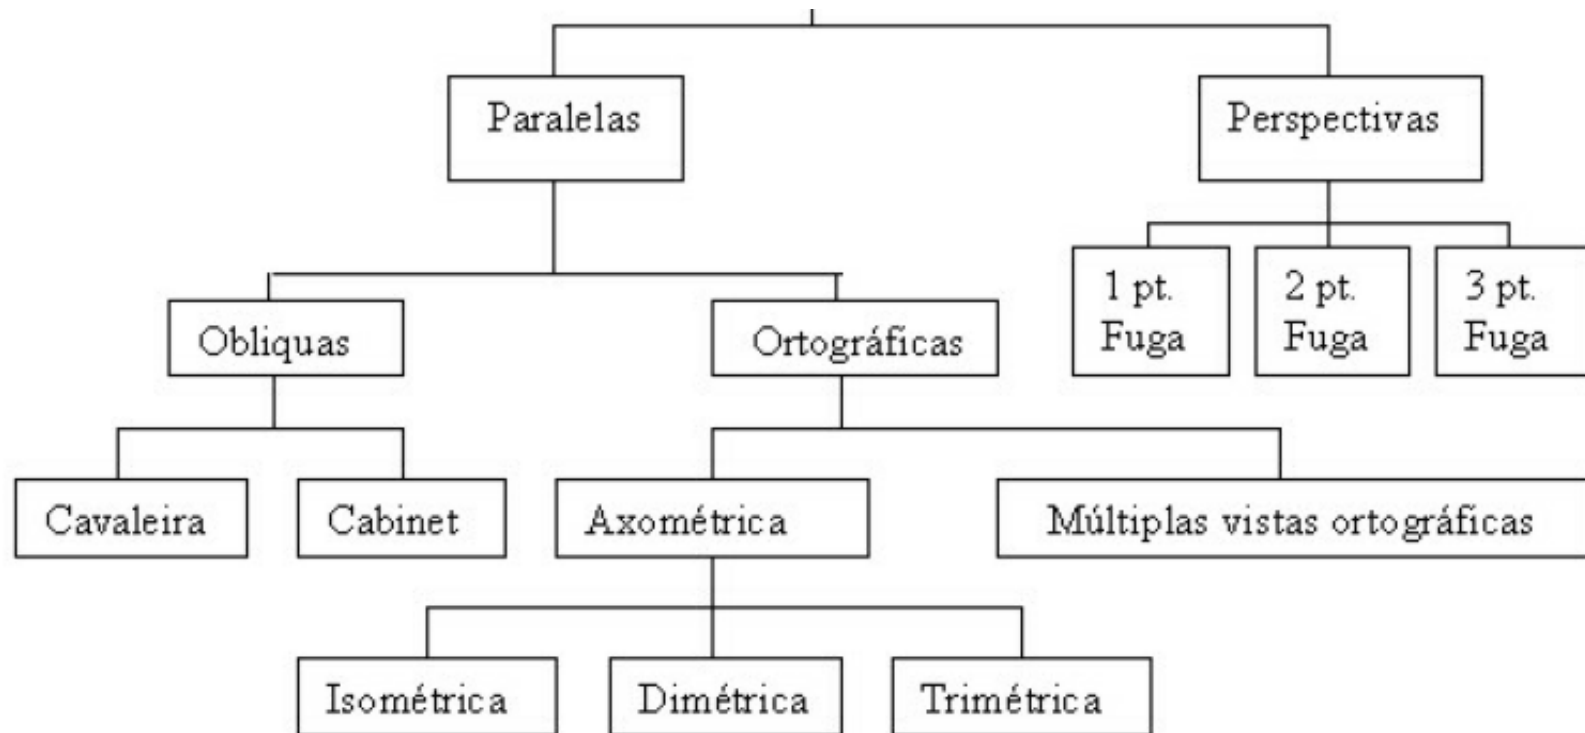 Paralelas
Perspectivas
1 pt.
Fuga
2 pt.
Fuga
3 pt.
Fuga
Obliquas
Ortográficas
Cavaleira
Cabinet
Axométrica
Múltiplas vistas ortográficas
Isométrica
Dimétrica
Trimétrica